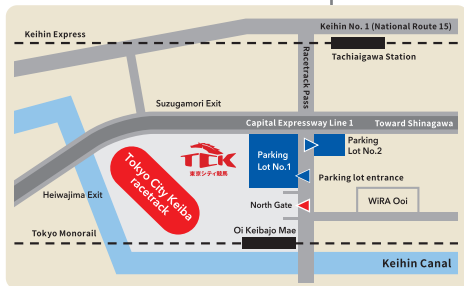 Keihin No. 1 (National Route 15)
Keihin Express
Tachiaigawa Station
Racetrack Pass
Suzugamori Exit
Capital Expressway Line 1
Toward Shinagawa
TCK
東京シティ競馬
Parking
Lot No.1
Parking
Lot No.2
Tokyo City Keiba
racetrack
Parking lot entrance
Heiwajima Exit
North Gate
WiRA Ooi
Tokyo Monorail
Oi Keibajo Mae
Keihin Canal